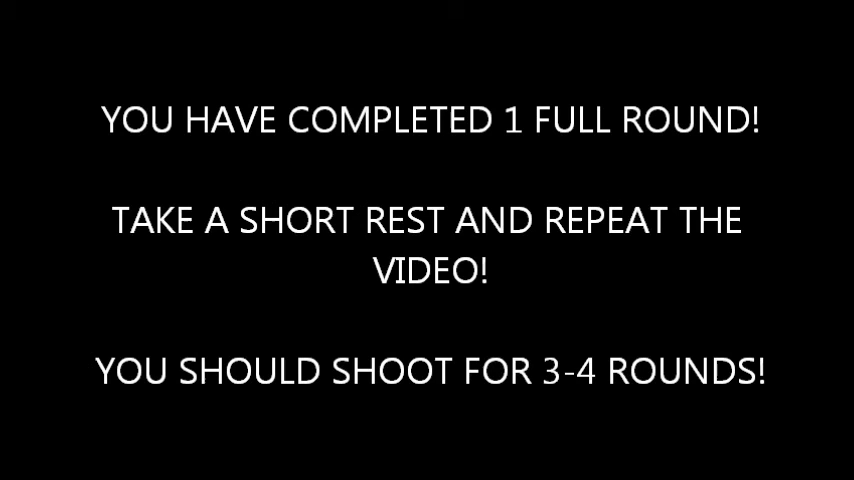 YOU HAVE COMPLETED 1 FULL ROUND!
TAKE A SHORT REST AND REPEAT THE
VIDEO!
YOU SHOULD SHOOT FOR 3-4 ROUNDS!